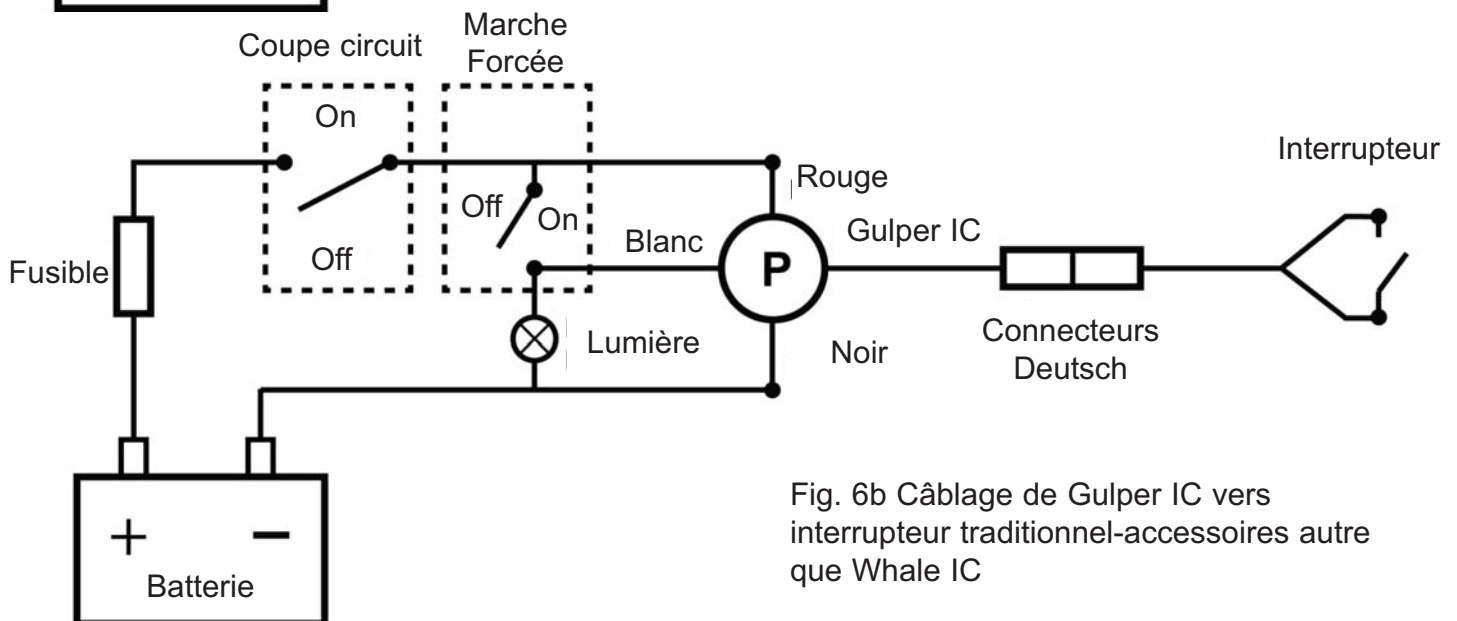 Coupe circuit
Marche
Forcée
On
Off
Off
On
Fusible
Blanc
Rouge
Gulper IC
P
Interrupteur
Lumière
Noir
Connecteurs
Deutsch
+
−
Batterie
Fig. 6b Câblage de Gulper IC vers
interrupteur traditionnel-accessoires autre
que Whale IC